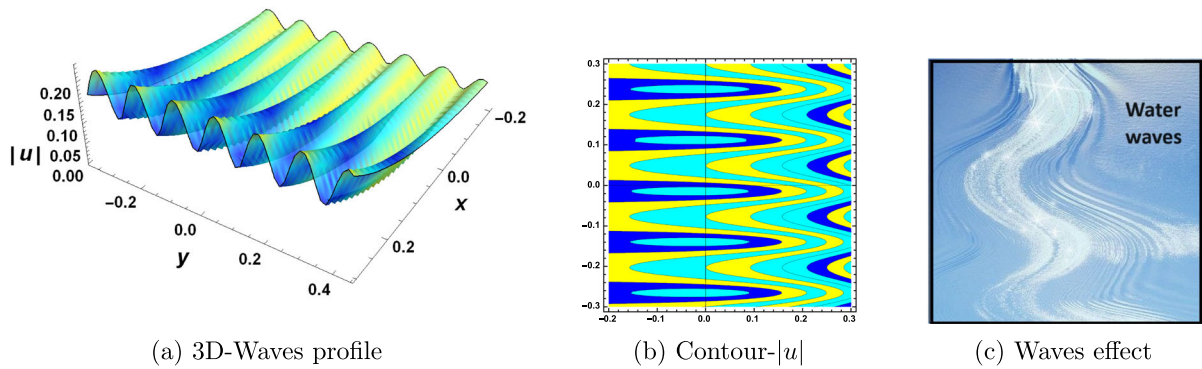 0.20
0.15
|u| 0.10
0.05
0.00
−0.2
0.0
y 0.2
0.4
−0.2
0.0
x
0.2
0.3
0.2
0.1
0.0
-0.1
-0.2
-0.3
-0.2 -0.1 0.0 0.1 0.2 0.3
Water
waves
(a) 3D-Waves profile
(b) Contour-|u|
(c) Waves effect